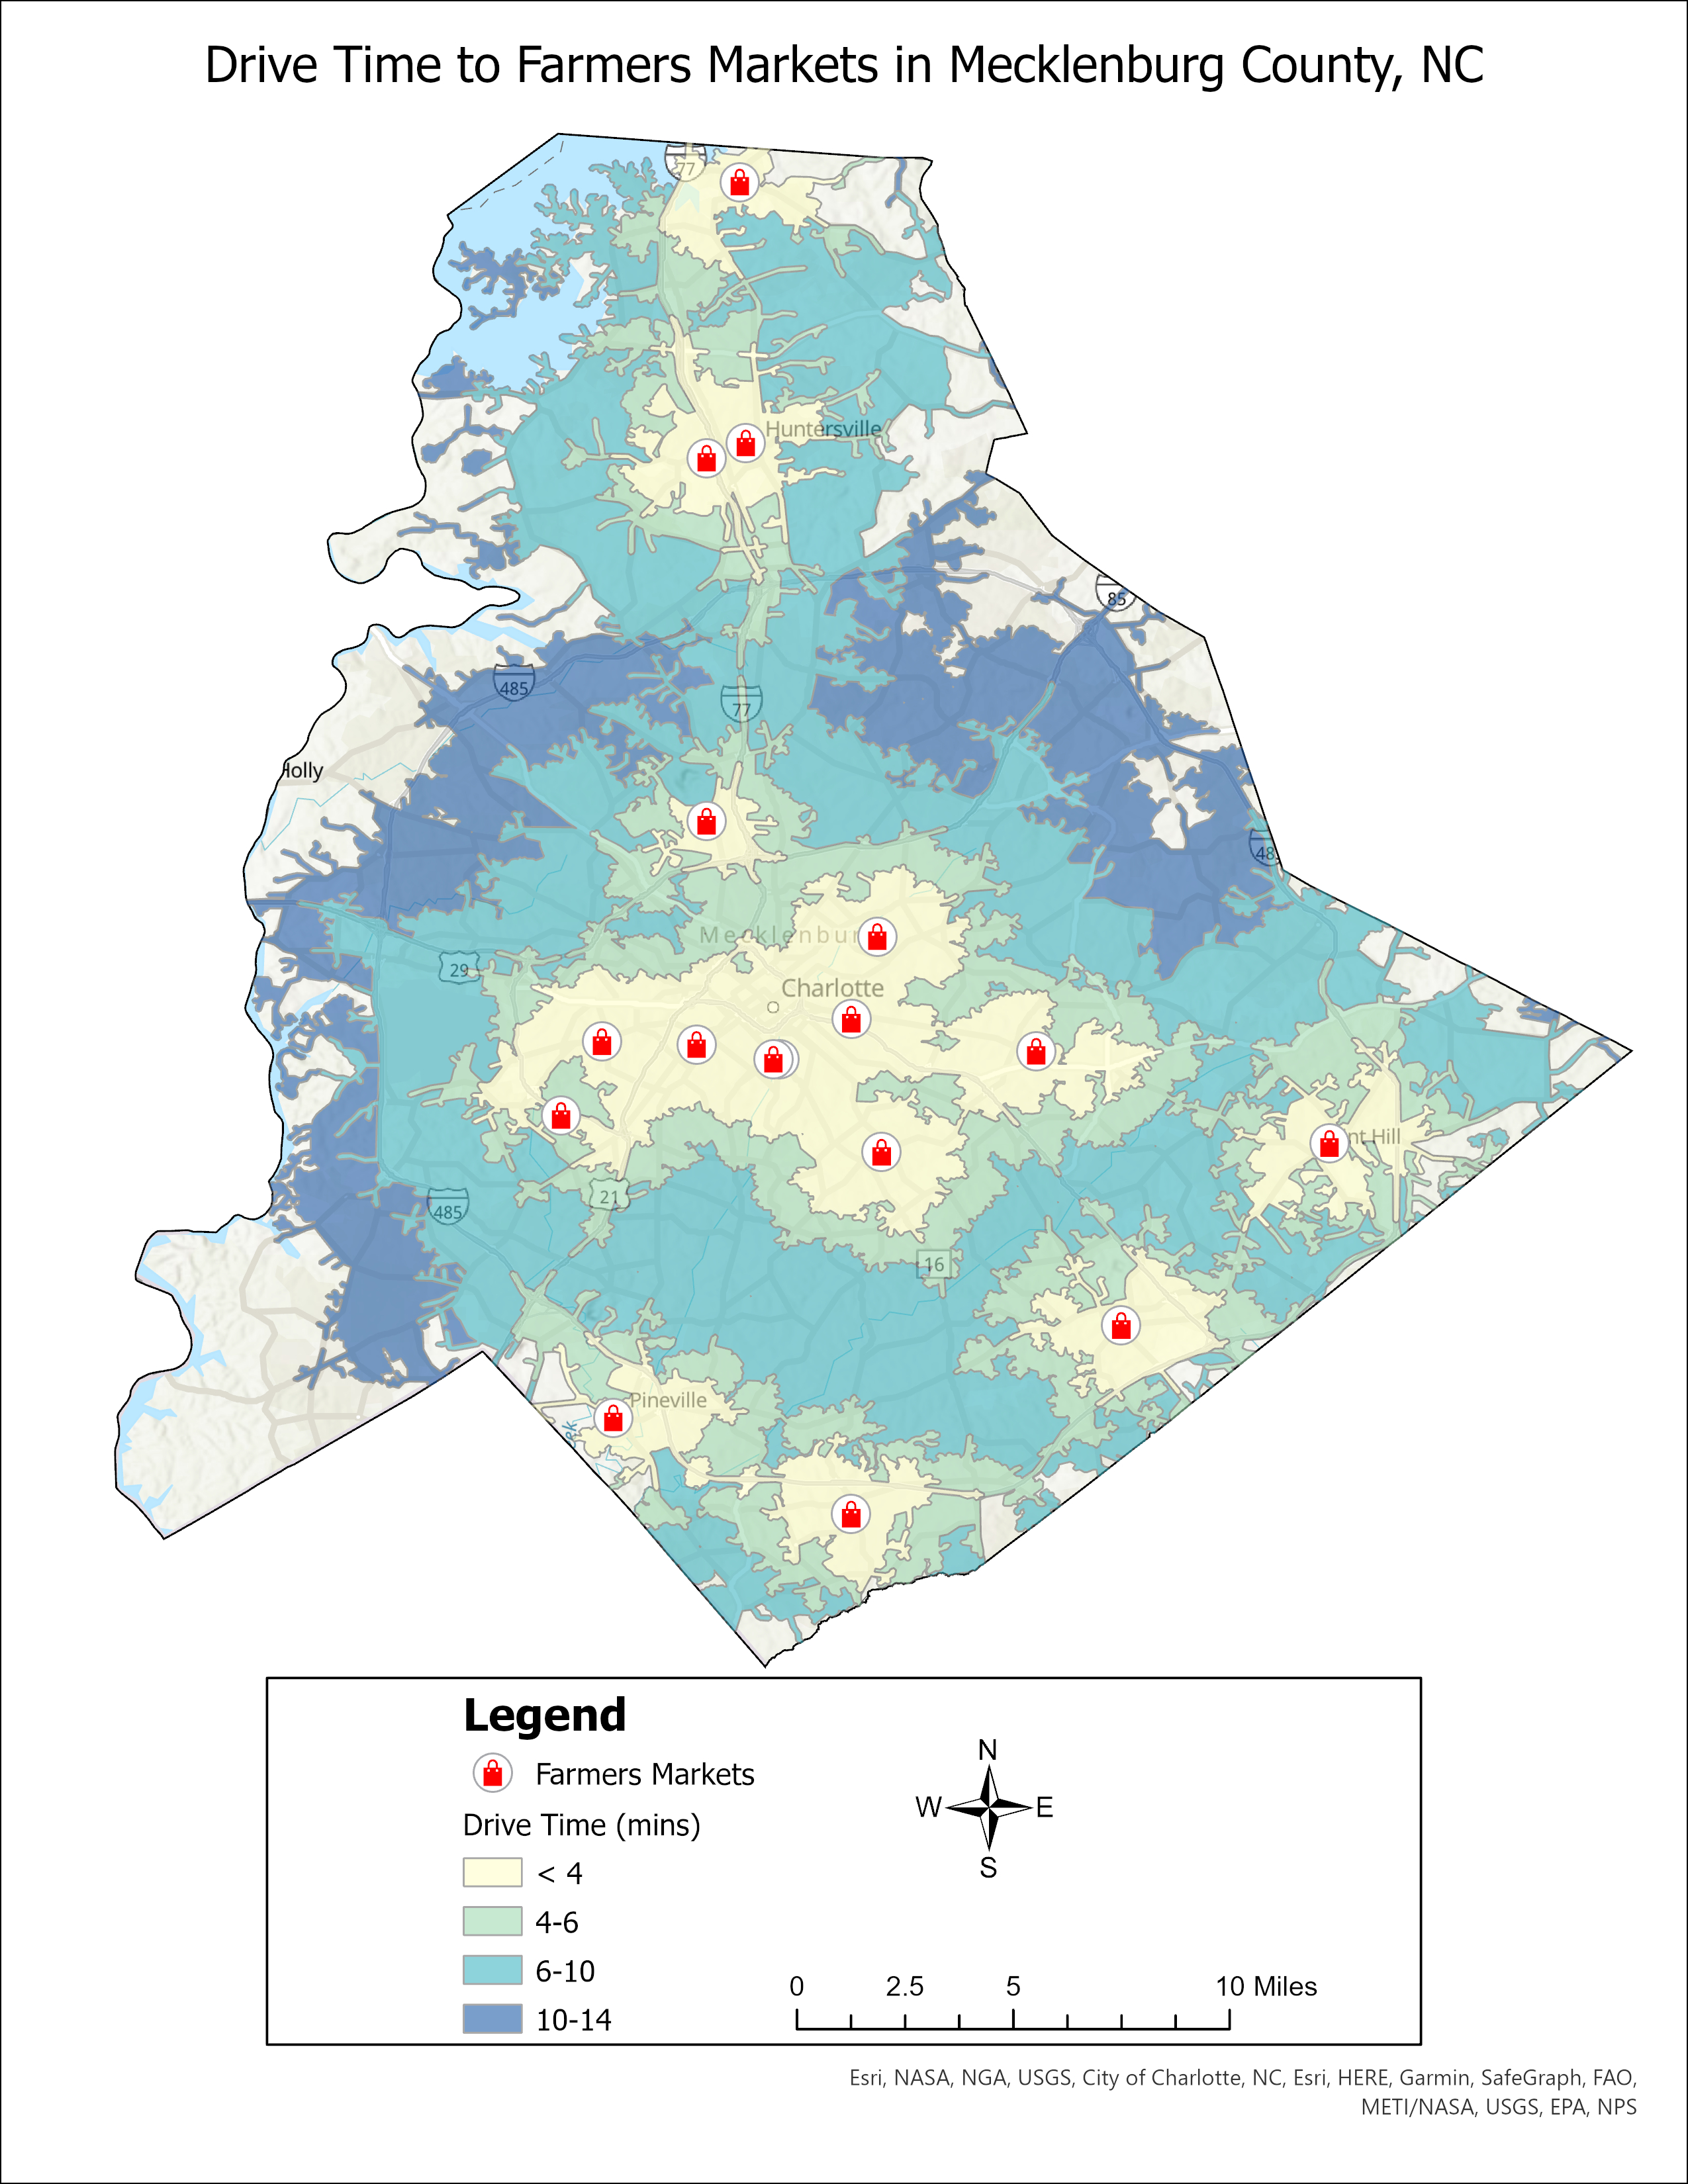 Drive Time to Farmers Markets in Mecklenburg County, NC
77
Huntersville
85
485
77
Holly
48
Mecklenbur
29
Charlotte
nt Hill
21
485
16
Pineville
Legend
Farmers Markets
Drive Time (mins)
< 4
4-6
6-10
10-14
N
W
E
S
0 2.5 5 10 Miles
Esri, NASA, NGA, USGS, City of Charlotte, NC, Esri, HERE, Garmin, SafeGraph, FAO,
METI/NASA, USGS, EPA, NPS